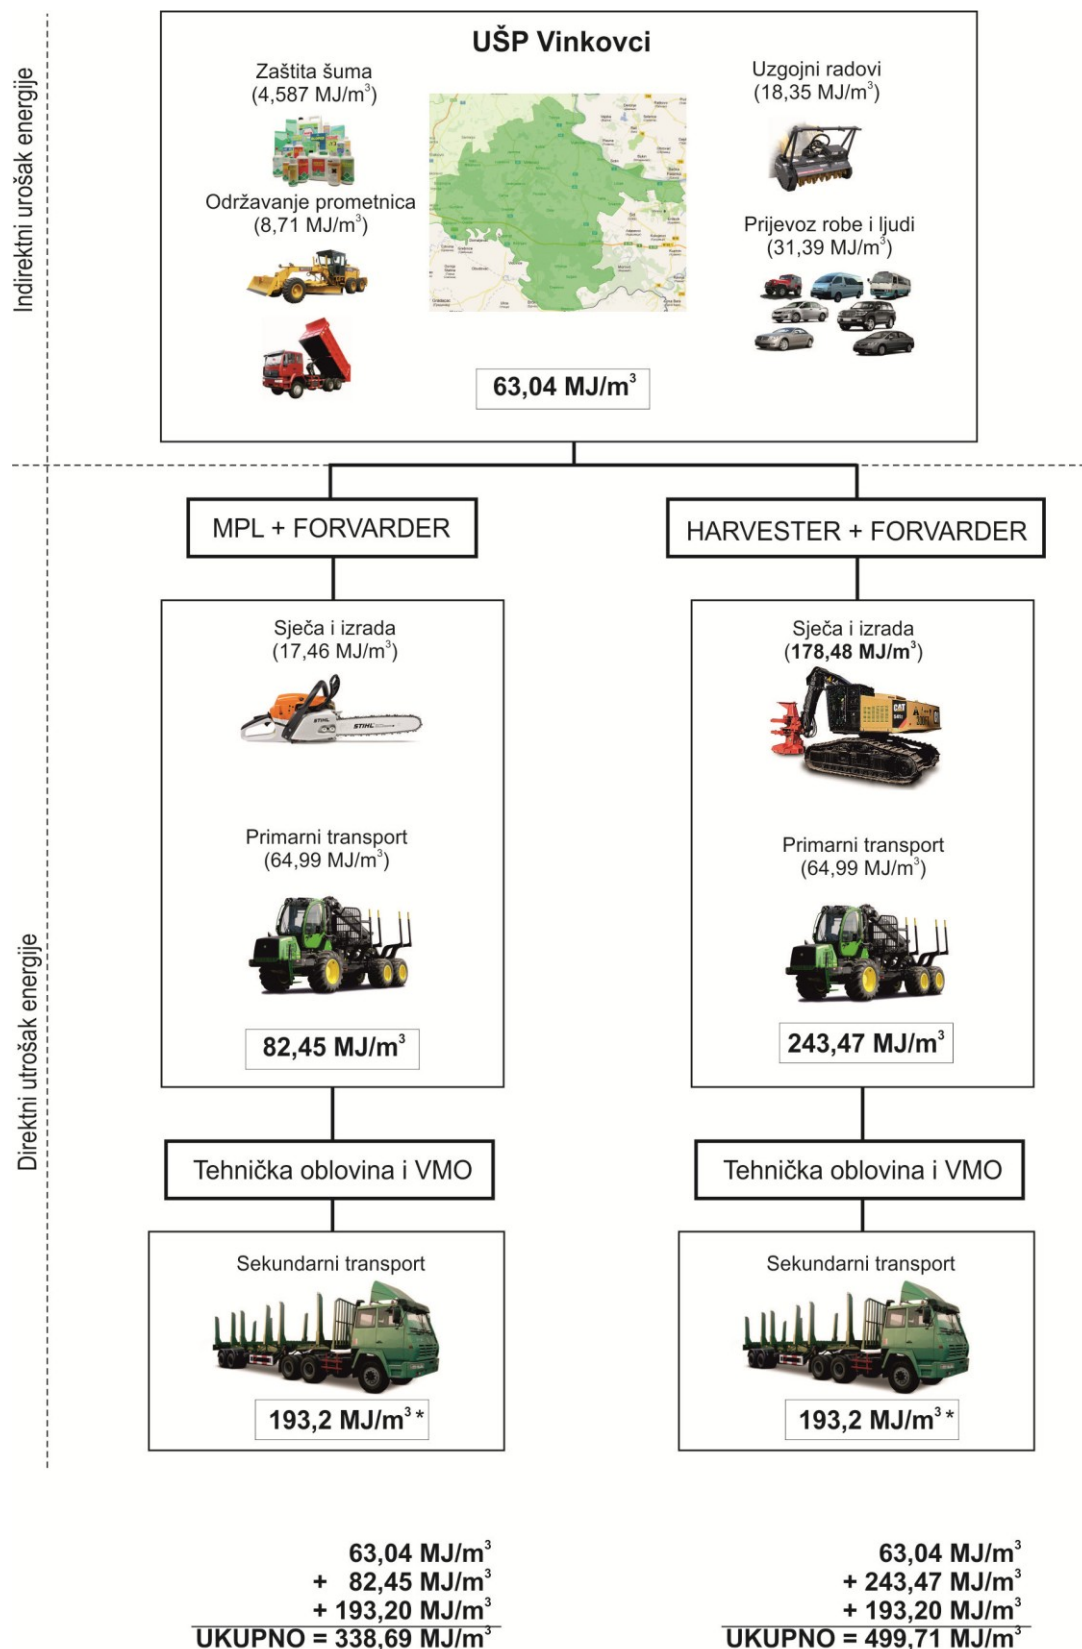 UŠP Vinkovci
Zaštita šuma
(4,587 MJ/m³)
Uzgojni radovi
(18,35 MJ/m³)
Održavanje prometnica
(8,71 MJ/m³)
Prijevoz robe i ljudi
(31,39 MJ/m³)
63,04 MJ/m³
Indirektni urošak energije
MPL + FORVARDER
HARVESTER + FORVARDER
Sječa i izrada
(17,46 MJ/m³)
STIHL
STIHL
Sječa i izrada
(178,48 MJ/m³)
CAT
Primarni transport
(64,99 MJ/m³)
Primarni transport
(64,99 MJ/m³)
82,45 MJ/m³
243,47 MJ/m³
Direktni utrošak energije
Tehnička oblovina i VMO
Tehnička oblovina i VMO
Sekundarni transport
Sekundarni transport
193,2 MJ/m³ *
193,2 MJ/m³ *
63,04 MJ/m³
+ 82,45 MJ/m³
+ 193,20 MJ/m³
UKUPNO = 338,69 MJ/m³
63,04 MJ/m³
+ 243,47 MJ/m³
+ 193,20 MJ/m³
UKUPNO = 499,71 MJ/m³